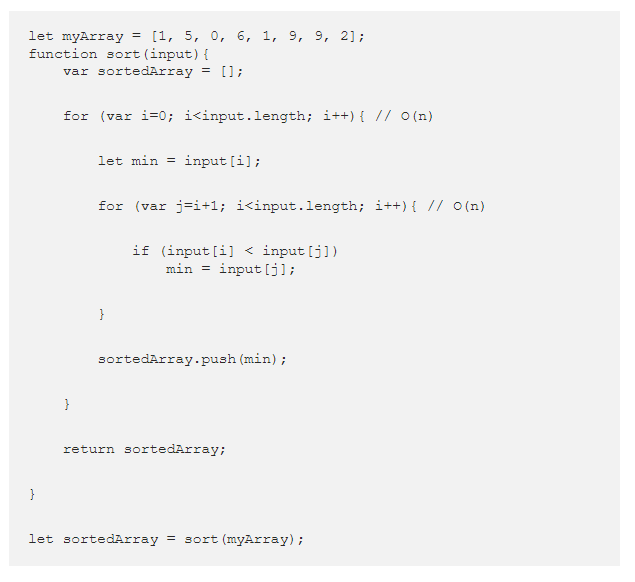 let myArray = [1, 5, 0, 6, 1, 9, 9, 2];
function sort(input){
    var sortedArray = [];
    for (var i=0; i<input.length; i++){ // O(n)
        let min = input[i];
        for (var j=i+1; i<input.length; i++){ // O(n)
            if (input[i] < input[j])
                min = input[j];
        }
        sortedArray.push(min);
    }
    return sortedArray;
}
let sortedArray = sort(myArray);